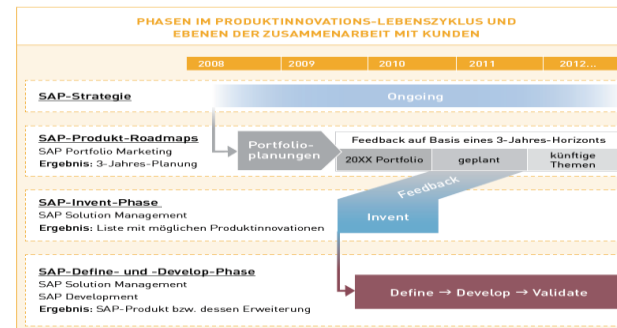 PHASEN IM PRODUKTINNOVATIONS-LEBENSZYKLUS UND
EBENEN DER ZUSAMMENARBEIT MIT KUNDEN
2008 2009 2010 2011 2012...
SAP-Strategie
Ongoing
SAP-Produkt-Roadmaps
SAP Portfolio Marketing
Ergebnis: 3-Jahres-Planung
Portfolio-
planungen
Feedback auf Basis eines 3-Jahres-Horizonts
20XX Portfolio
geplant
künftige
Themen
Feedback
SAP-Invent-Phase
SAP Solution Management
Ergebnis: Liste mit möglichen Produktinnovationen
Invent
SAP-Define- und -Develop-Phase
SAP Solution Management
SAP Development
Ergebnis: SAP-Produkt bzw. dessen Erweiterung
Define → Develop → Validate